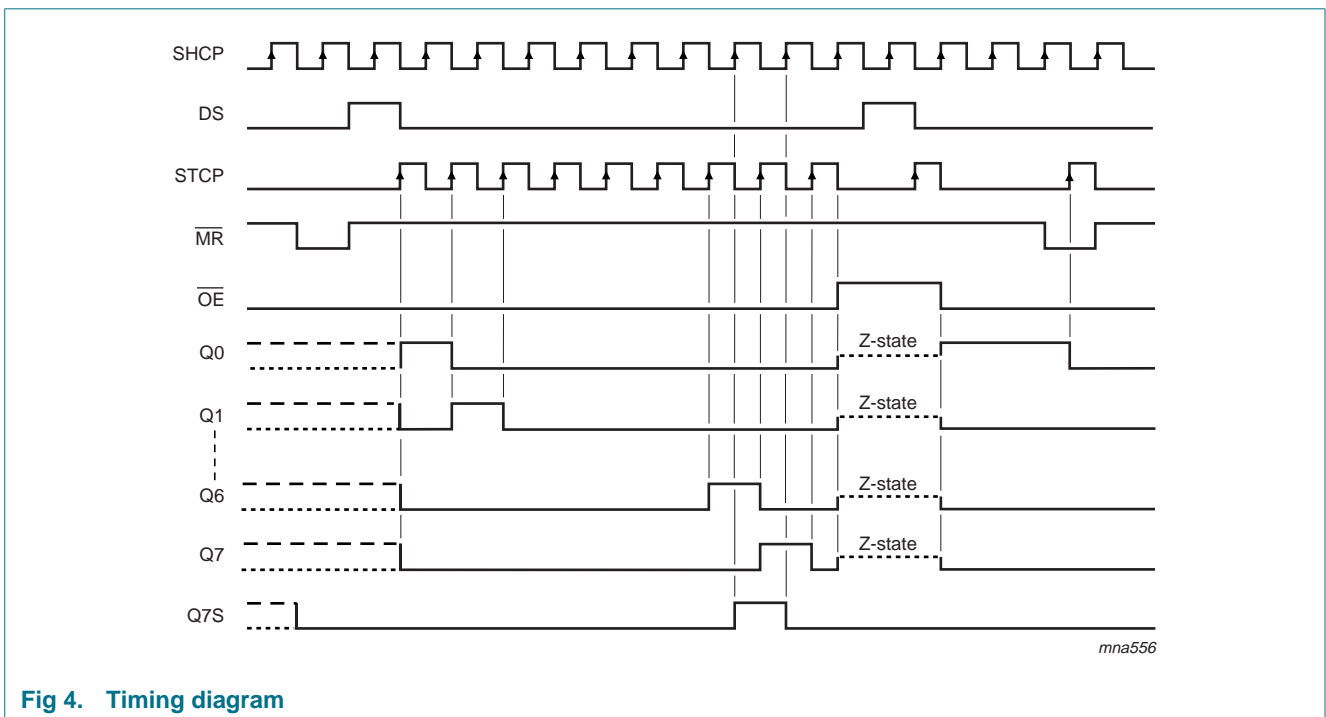 SHCP
DS
STCP
MR
OE
Q0
Z-state
Q1
Z-state
Q6
Z-state
Q7
Z-state
Q7S
mna556
Fig 4. Timing diagram